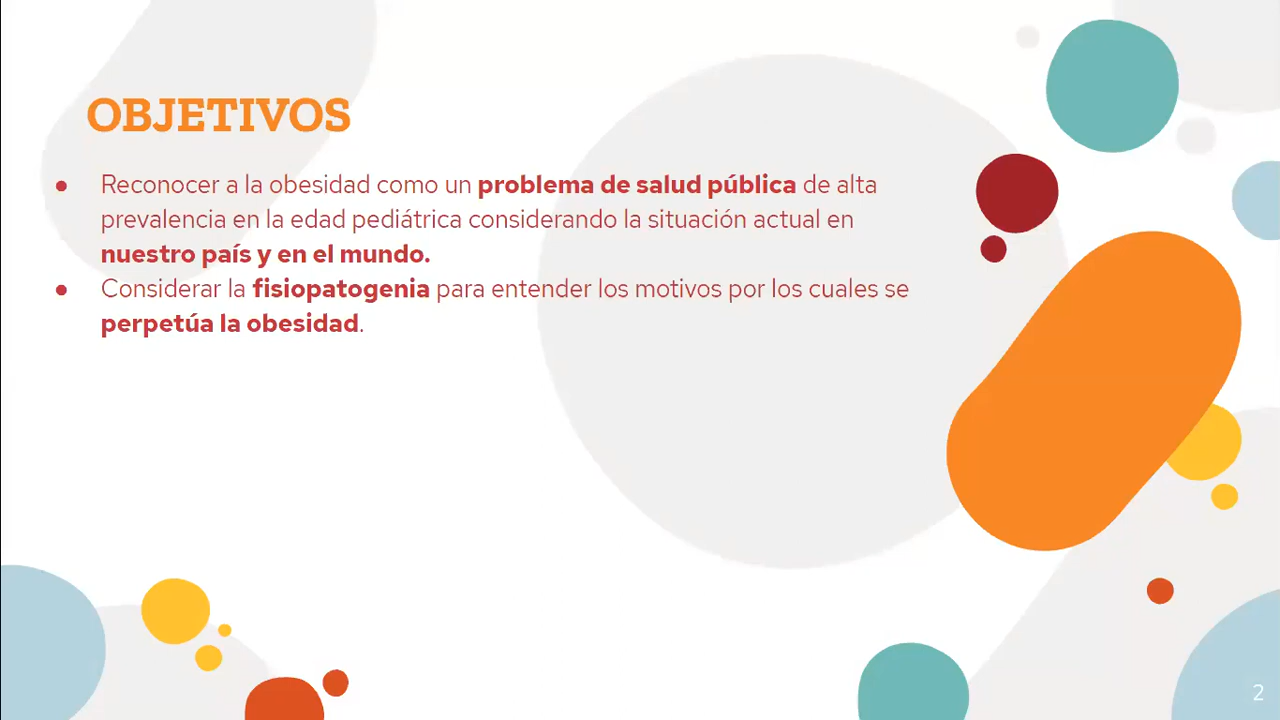 OBJETIVOS
● Reconocer a la obesidad como un problema de salud pública de alta
prevalencia en la edad pediátrica considerando la situación actual en
nuestro país y en el mundo.
● Considerar la fisiopatogenia para entender los motivos por los cuales se
perpetúa la obesidad.
2